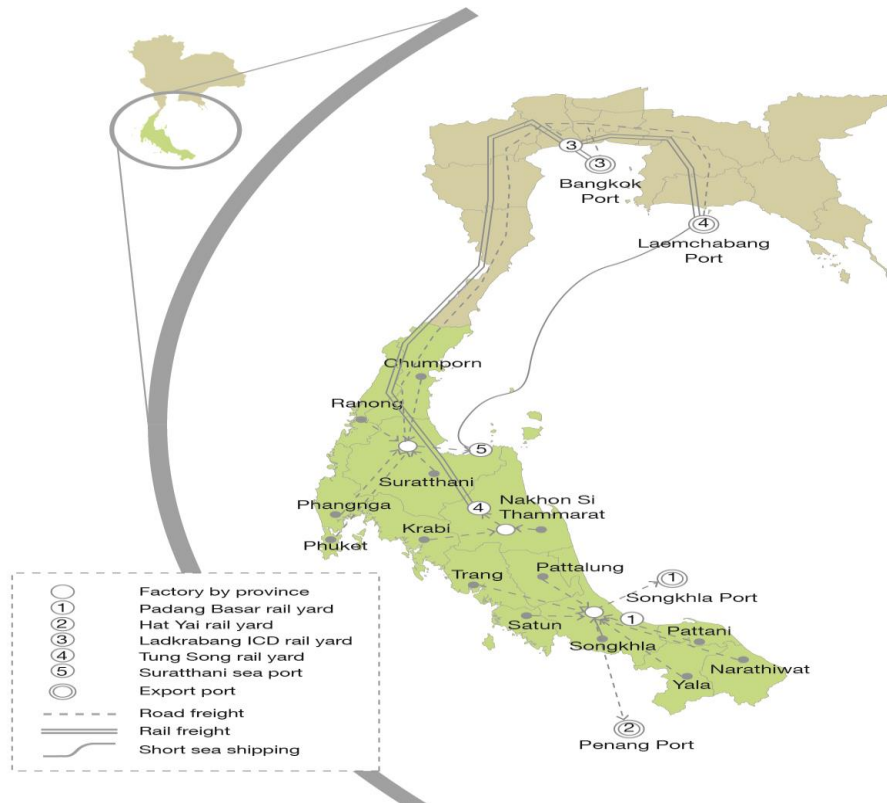 3
3
Bangkok
Port
4
Laemchabang
Port
Chumporn
Ranong
5
Suratthani
Phangnga
4
Nakhon Si
Thammarat
Krabi
Phuket
Trang
Pattalung
1
Songkhla Port
Satun
1
Songkhla
Pattani
Narathiwat
Yala
2
Penang Port
Factory by province
1 Padang Basar rail yard
2 Hat Yai rail yard
3 Ladkrabang ICD rail yard
4 Tung Song rail yard
5 Suratthani sea port
Export port
Road freight
Rail freight
Short sea shipping